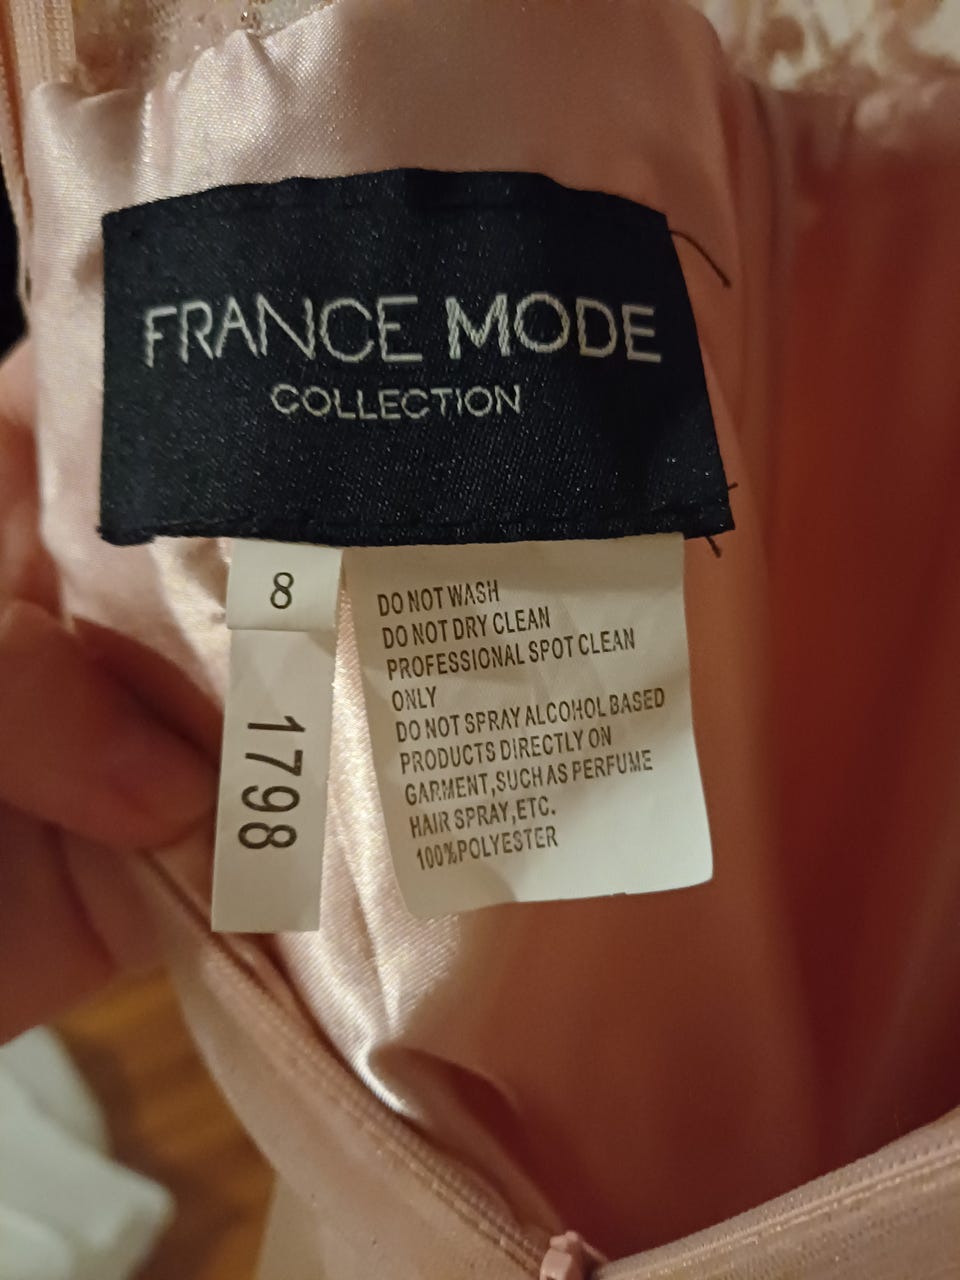 FRANCE MODE
COLLECTION
8
1798
DO NOT WASH
DO NOT DRY CLEAN
PROFESSIONAL SPOT CLEAN
ONLY
DO NOT SPRAY ALCOHOL BASED
PRODUCTS DIRECTLY ON
GARMENT,SUCH AS PERFUME
HAIR SPRAY,ETC.
100%POLYESTER